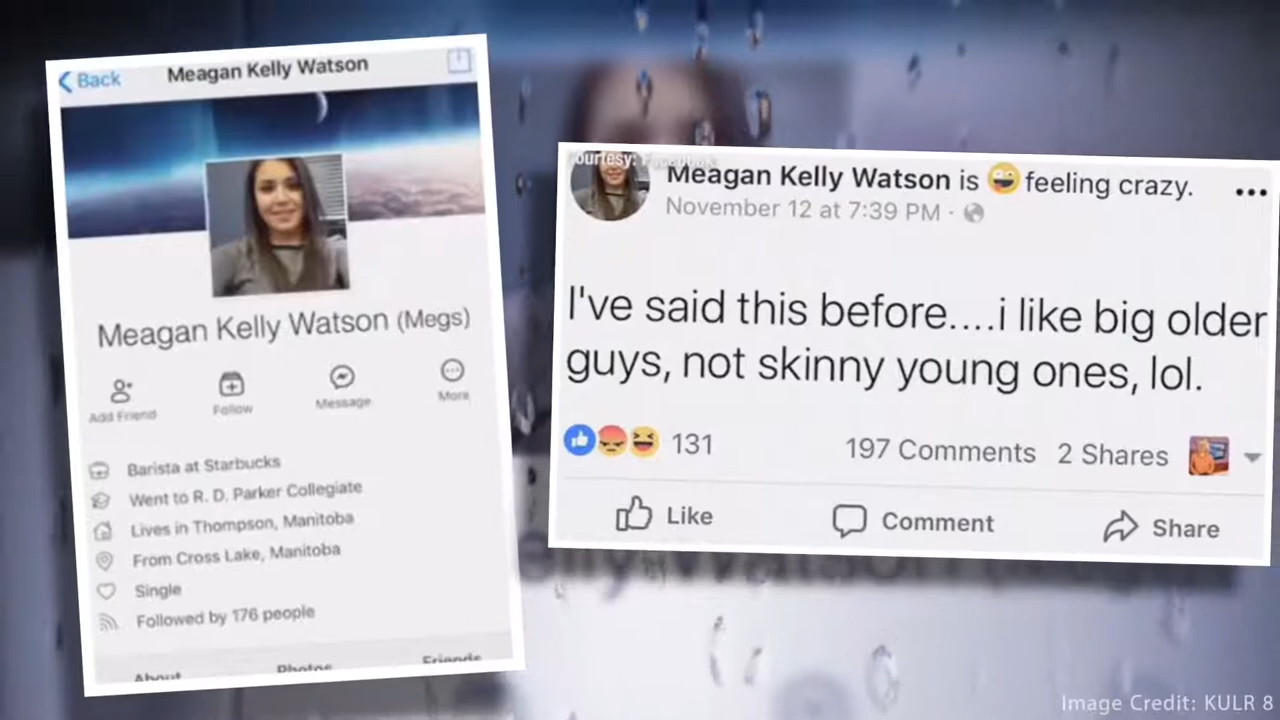 Back
Meagan Kelly Watson
Meagan Kelly Watson (Megs)
Add Friend
Follow
Message
More
Barista at Starbucks
Went to R. D. Parker Collegiate
Lives in Thompson, Manitoba
From Cross Lake, Manitoba
Single
Followed by 176 people
About
Photos
Friends
ourtesy: Facebook
Meagan Kelly Watson is 🤪 feeling crazy.
November 12 at 7:39 PM ·
I've said this before....i like big older
guys, not skinny young ones, lol.
131
197 Comments 2 Shares
Like
Comment
Share
Image Credit: KULR 8